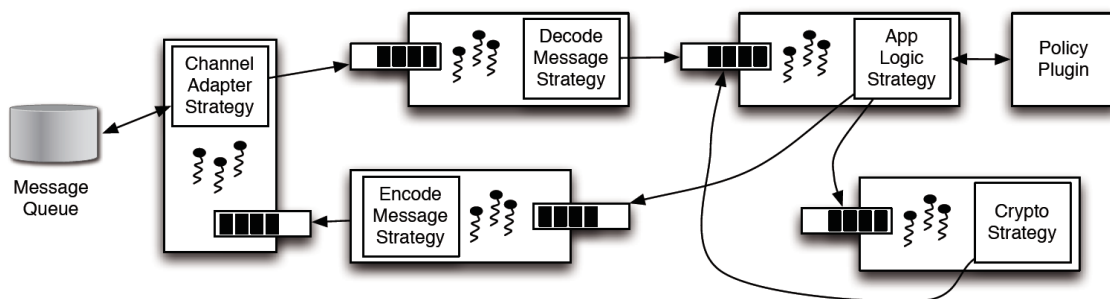 Channel
Adapter
Strategy
Decode
Message
Strategy
App
Logic
Strategy
Policy
Plugin
Message
Queue
Encode
Message
Strategy
Crypto
Strategy